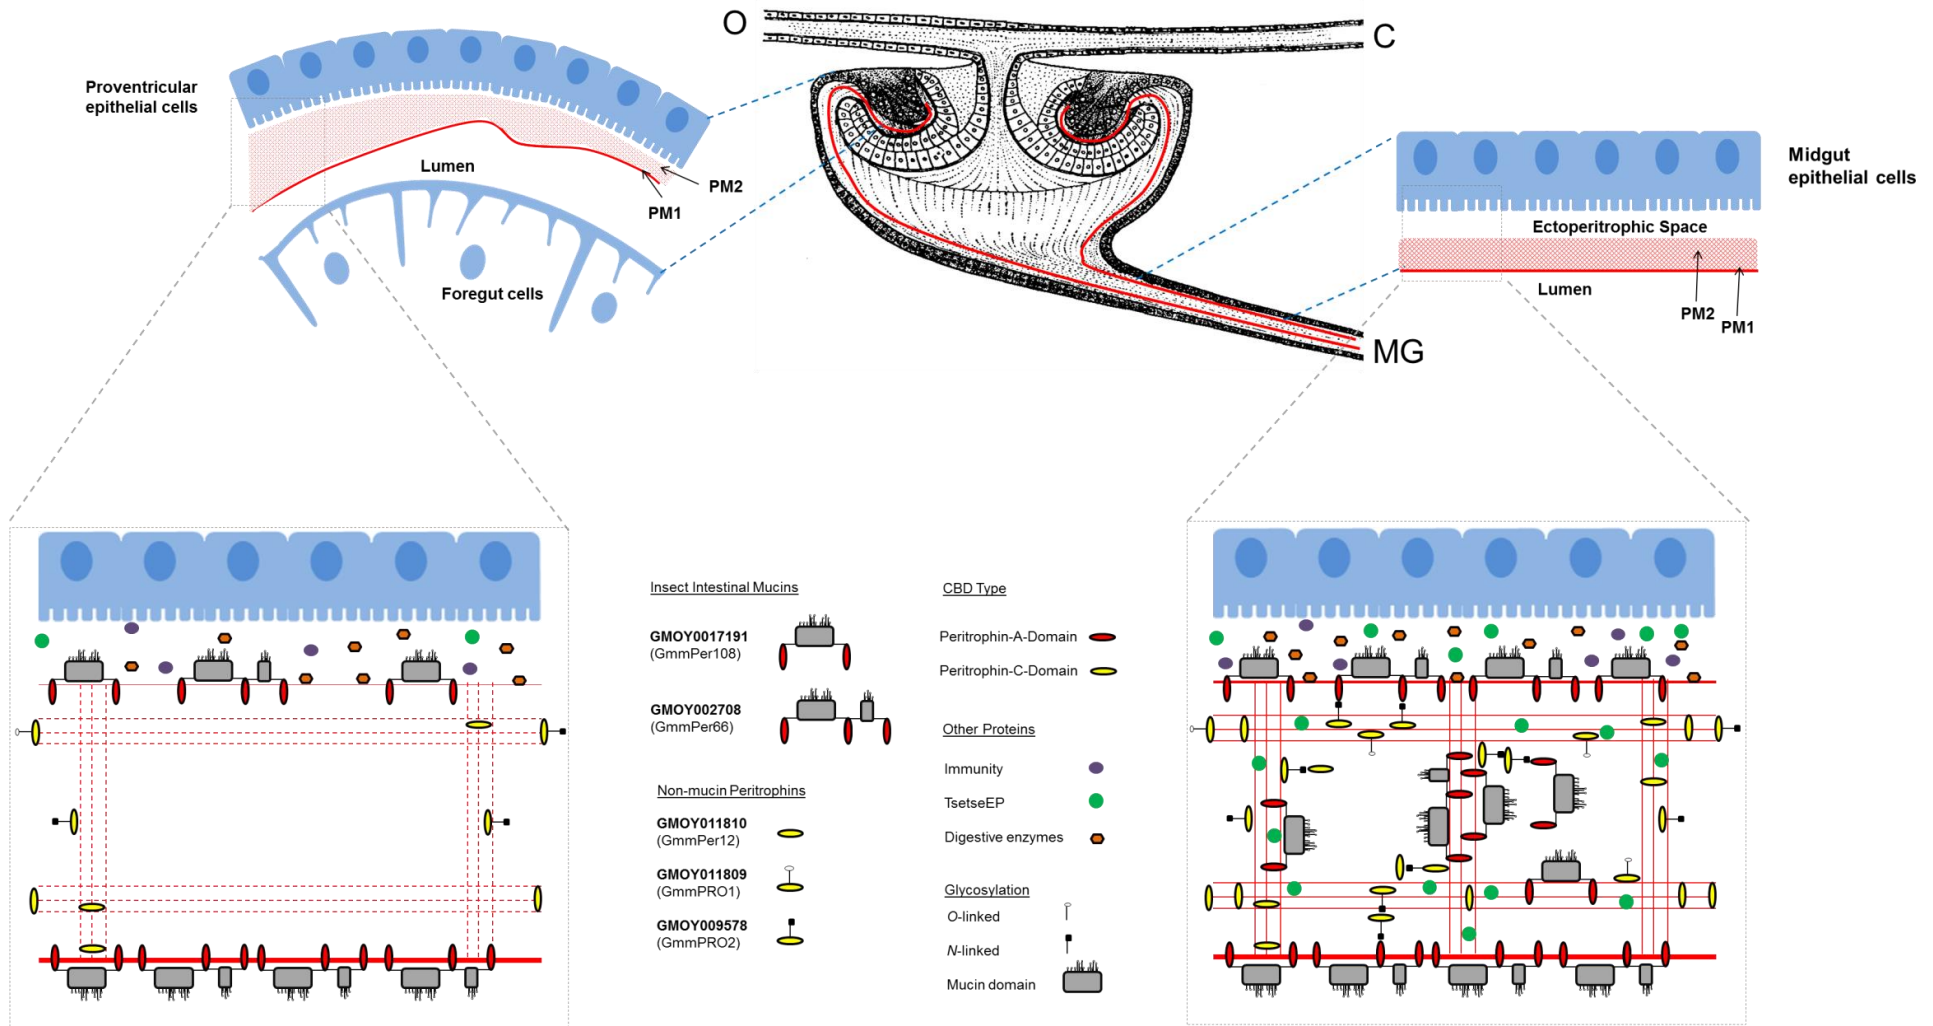 O
C
Proventricular
epithelial cells
Lumen
PM2
PM1
Foregut cells
Midgut
epithelial cells
Ectoperitrophic Space
Lumen
PM2
PM1
MG
Insect Intestinal Mucins
GMOY0017191
(GmmPer108)
GMOY002708
(GmmPer66)
Non-mucin Peritrophins
GMOY011810
(GmmPer12)
GMOY011809
(GmmPRO1)
GMOY009578
(GmmPRO2)
CBD Type
Peritrophin-A-Domain
Peritrophin-C-Domain
Other Proteins
Immunity
TsetseEP
Digestive enzymes
Glycosylation
O-linked
N-linked
Mucin domain